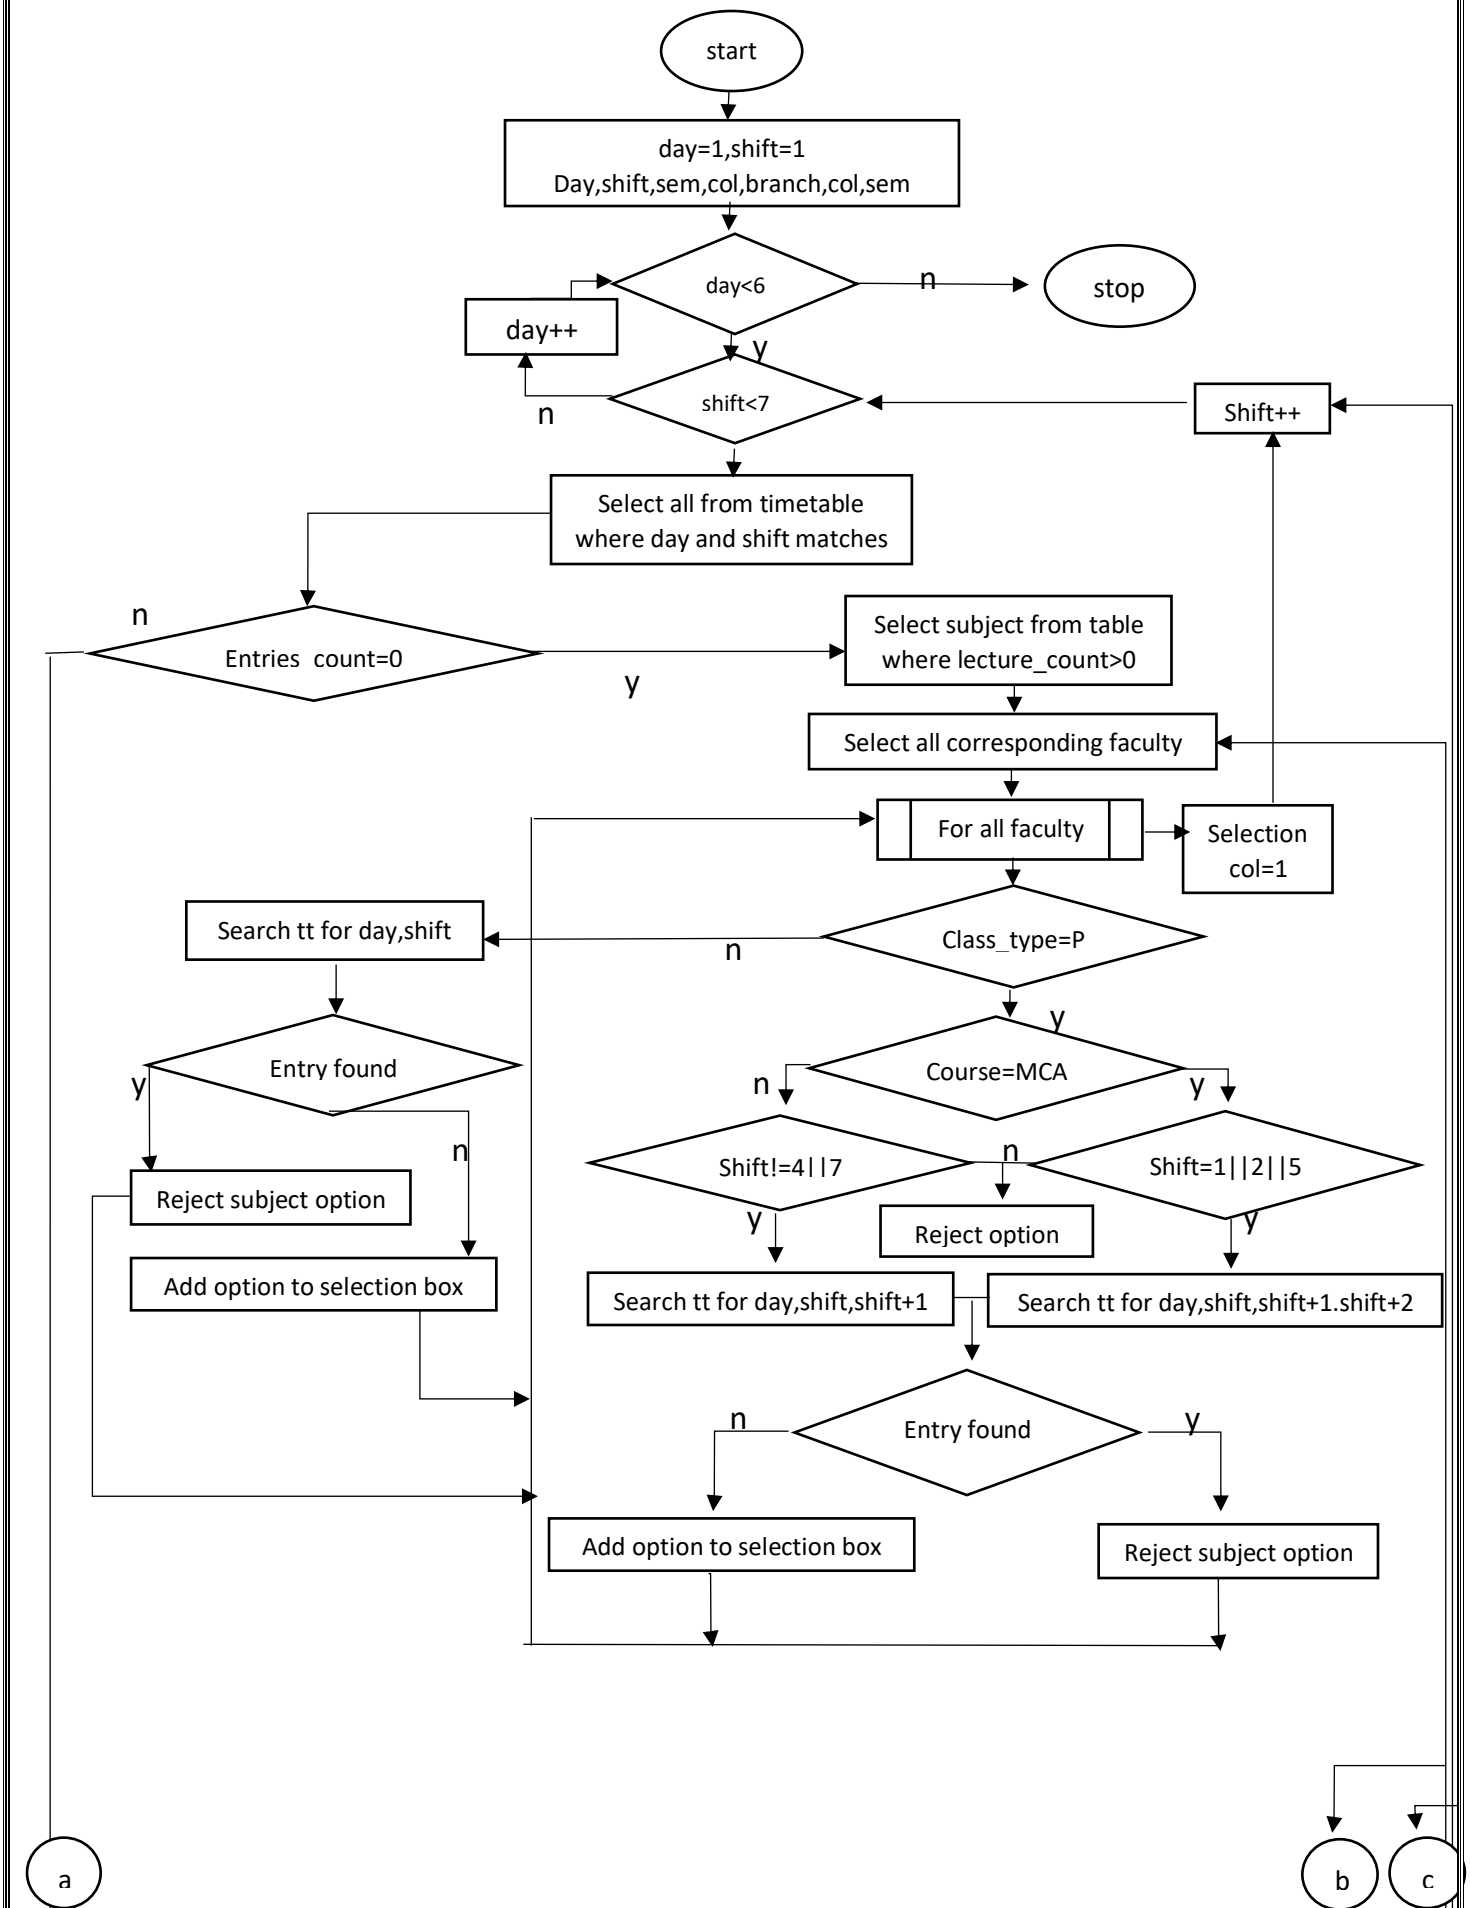 start
day=1,shift=1
Day,shift,sem,col,branch,col,sem
day<6
n
stop
day++
y
shift<7
n
Shift++
Select all from timetable
where day and shift matches
n
Entries_count=0
y
Select subject from table
where lecture_count>0
Select all corresponding faculty
For all faculty
Selection
col=1
Search tt for day,shift
n
Class_type=P
y
Entry found
y
n
Course=MCA
n
y
Shift!=4||7
n
Shift=1||2||5
Reject subject option
y
Reject option
y
Add option to selection box
Search tt for day,shift,shift+1
Search tt for day,shift,shift+1.shift+2
n
Entry found
y
Add option to selection box
Reject subject option
a
b
c